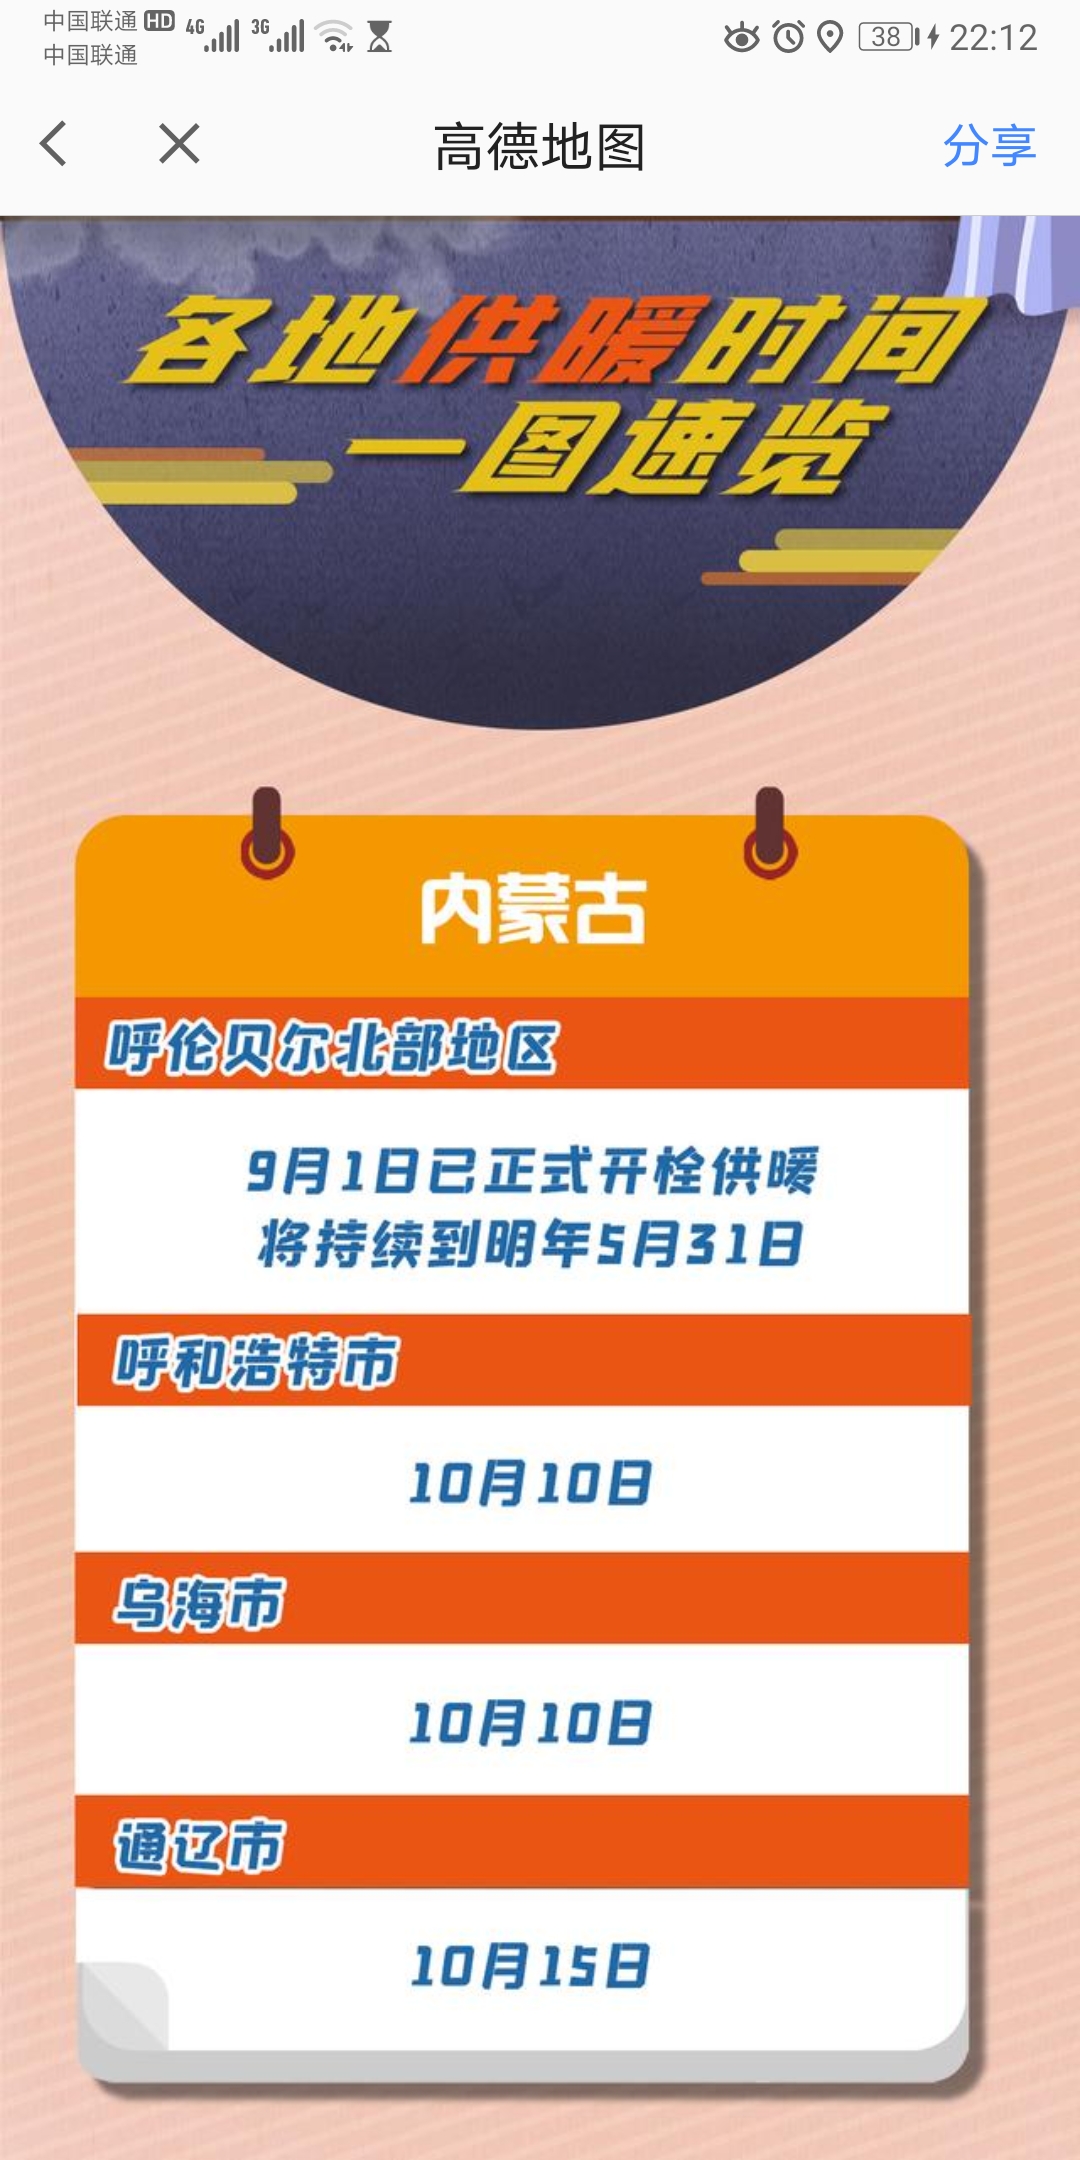 中国联通 HD 4G 3G 38 22:12
中国联通
高德地图 分享
各地供暖时间
一图速览
内蒙古
呼伦贝尔北部地区
9月1日已正式开栓供暖
将持续到明年5月31日
呼和浩特市
10月10日
乌海市
10月10日
通辽市
10月15日